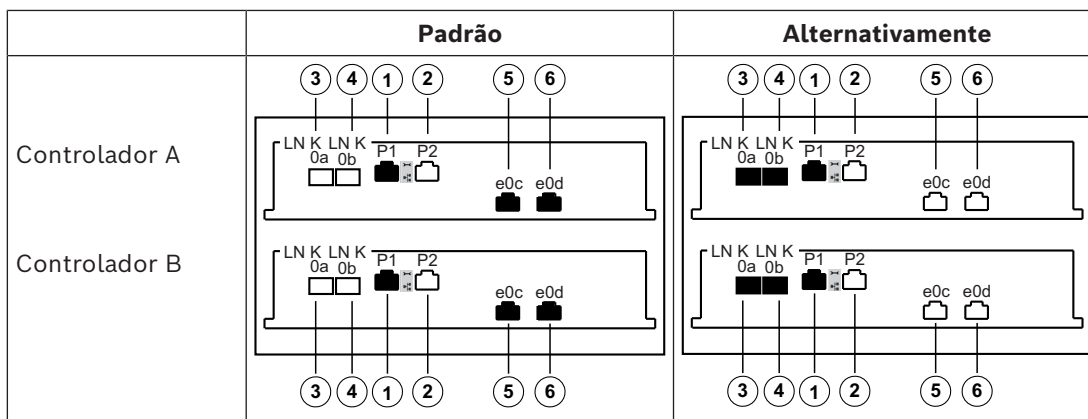 Padrão Alternativamente
3 4 1 2 5 6 3 4 1 2 5 6
Controlador A
LN K LN K LN K LN K
0a 0b P1 P2 0a 0b P1 P2
e0c e0d e0c e0d
Controlador B
LN K LN K LN K LN K
0a 0b P1 P2 0a 0b P1 P2
e0c e0d e0c e0d
3 4 1 2 5 6 3 4 1 2 5 6